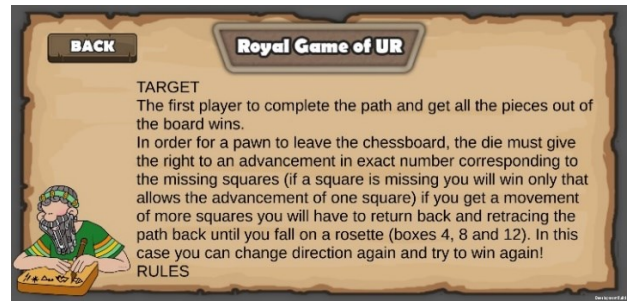 BACK
Royal Game of UR
TARGET
The first player to complete the path and get all the pieces out of
the board wins.
In order for a pawn to leave the chessboard, the die must give
the right to an advancement in exact number corresponding to
the missing squares (if a square is missing you will win only that
allows the advancement of one square) if you get a movement
of more squares you will have to return back and retracing the
path back until you fall on a rosette (boxes 4, 8 and 12). In this
case you can change direction again and try to win again!
RULES